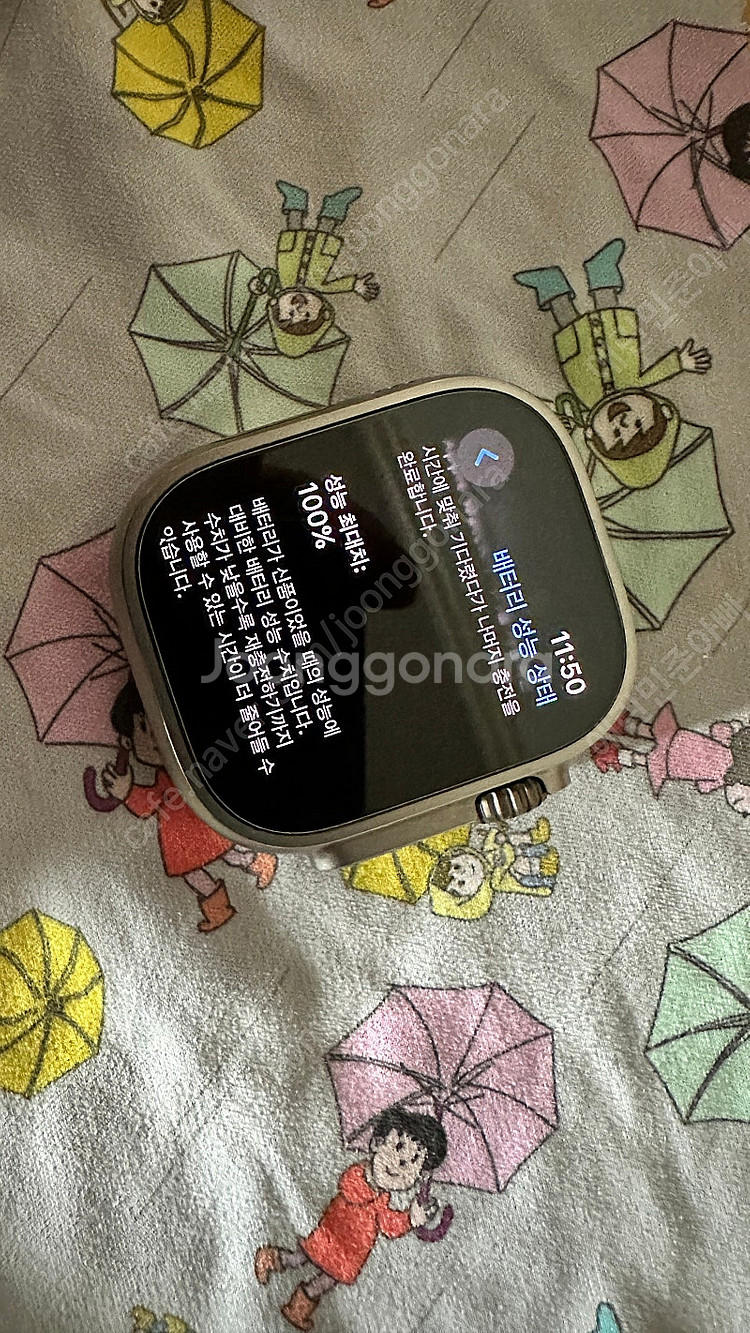 11:50
배터리 성능 상태
시간에 맞춰 기다렸다가 나머지 충전을
완료합니다.
성능 최대치:
100%
배터리가 신품이었을 때의 성능에
대비한 배터리 성능 수치입니다.
수치가 낮을수록 재충전하기까지
사용할 수 있는 시간이 더 줄어들 수
있습니다.
Joonggonara